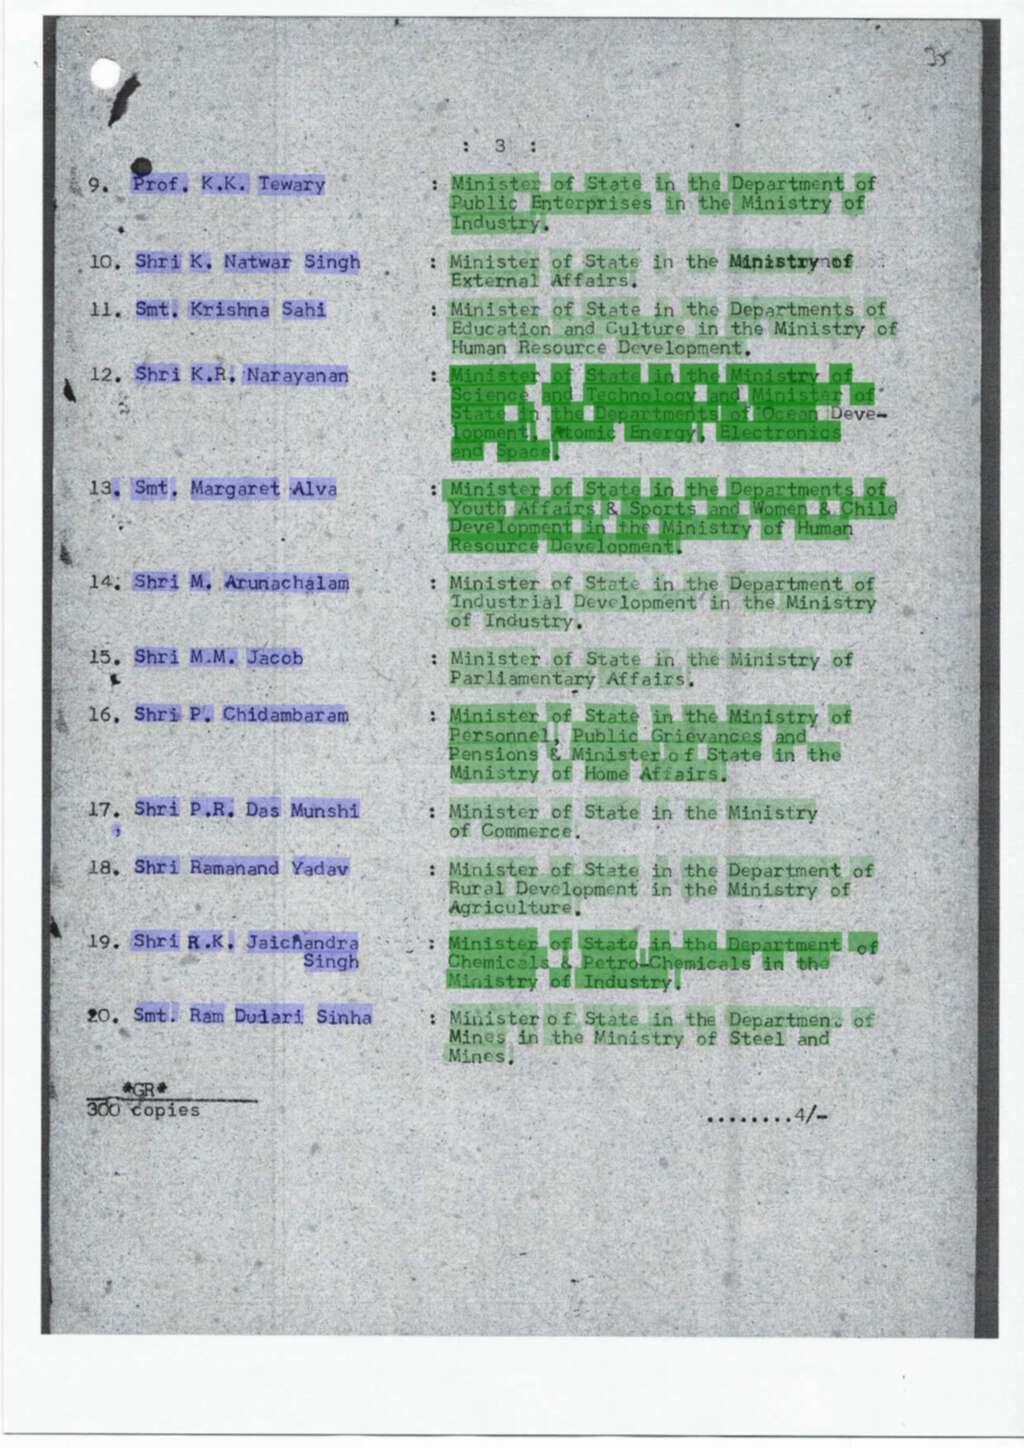 35
: 3 :
9. Prof. K.K. Tewary : Minister of State in the Department of
Public Enterprises in the Ministry of
Industry.
10. Shri K. Natwar Singh : Minister of State in the Ministry of
External Affairs.
11. Smt. Krishna Sahi : Minister of State in the Departments of
Education and Culture in the Ministry of
Human Resource Development.
12. Shri K.R. Narayanan : Minister of State in the Ministry of
Science and Technology and Minister of
State in the Departments of Ocean Deve-
lopment, Atomic Energy, Electronics
and Space.
13. Smt. Margaret Alva : Minister of State in the Departments of
Youth Affairs & Sports and Women & Child
Development in the Ministry of Human
Resource Development.
14. Shri M. Arunachalam : Minister of State in the Department of
Industrial Development in the Ministry
of Industry.
15. Shri M.M. Jacob : Minister of State in the Ministry of
Parliamentary Affairs.
16. Shri P. Chidambaram : Minister of State in the Ministry of
Personnel, Public Grievances and
Pensions & Minister of State in the
Ministry of Home Affairs.
17. Shri P.R. Das Munshi : Minister of State in the Ministry
of Commerce.
18. Shri Ramanand Yadav : Minister of State in the Department of
Rural Development in the Ministry of
Agriculture.
19. Shri R.K. Jaichandra : Minister of State in the Department of
Singh Chemicals & Petro-Chemicals in the
Ministry of Industry.
20. Smt. Ram Dulari Sinha : Minister of State in the Department of
Mines in the Ministry of Steel and
Mines.
*GR*
300 copies
........4/-